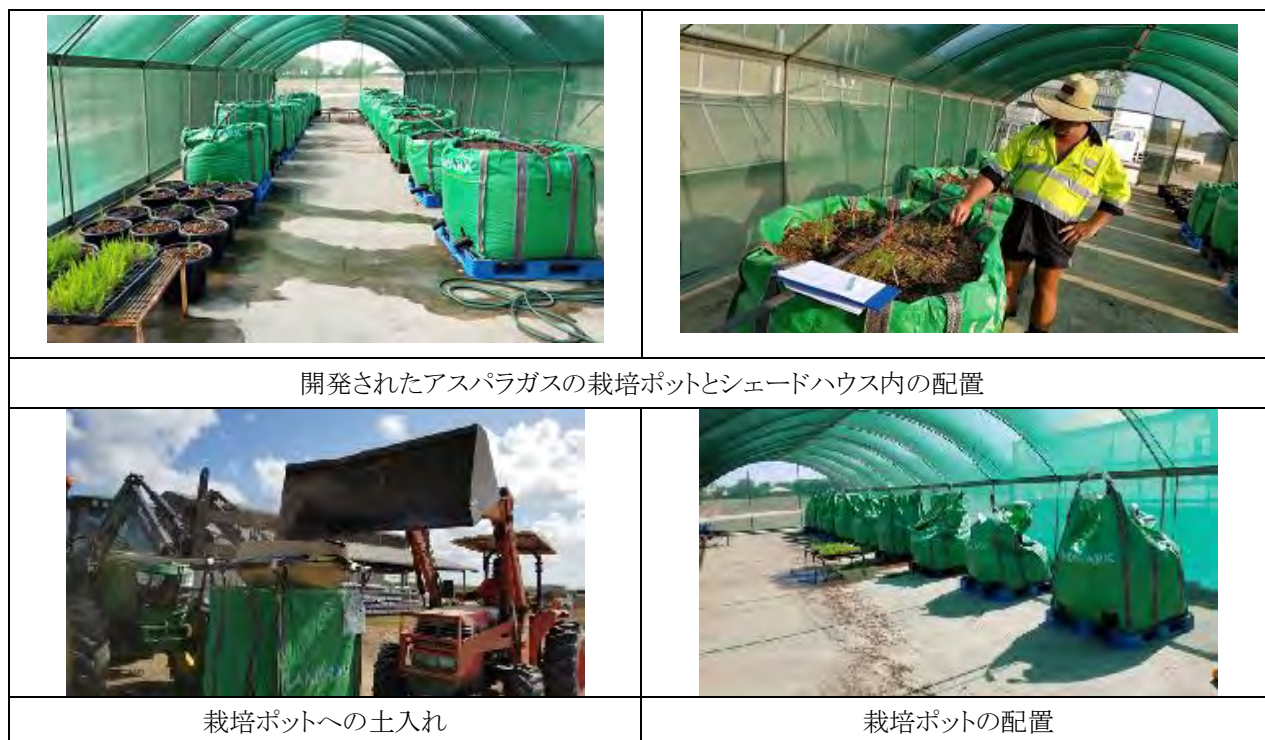 開発されたアスパラガスの栽培ポットとシェードハウス内の配置
栽培ポットへの土入れ
栽培ポットの配置